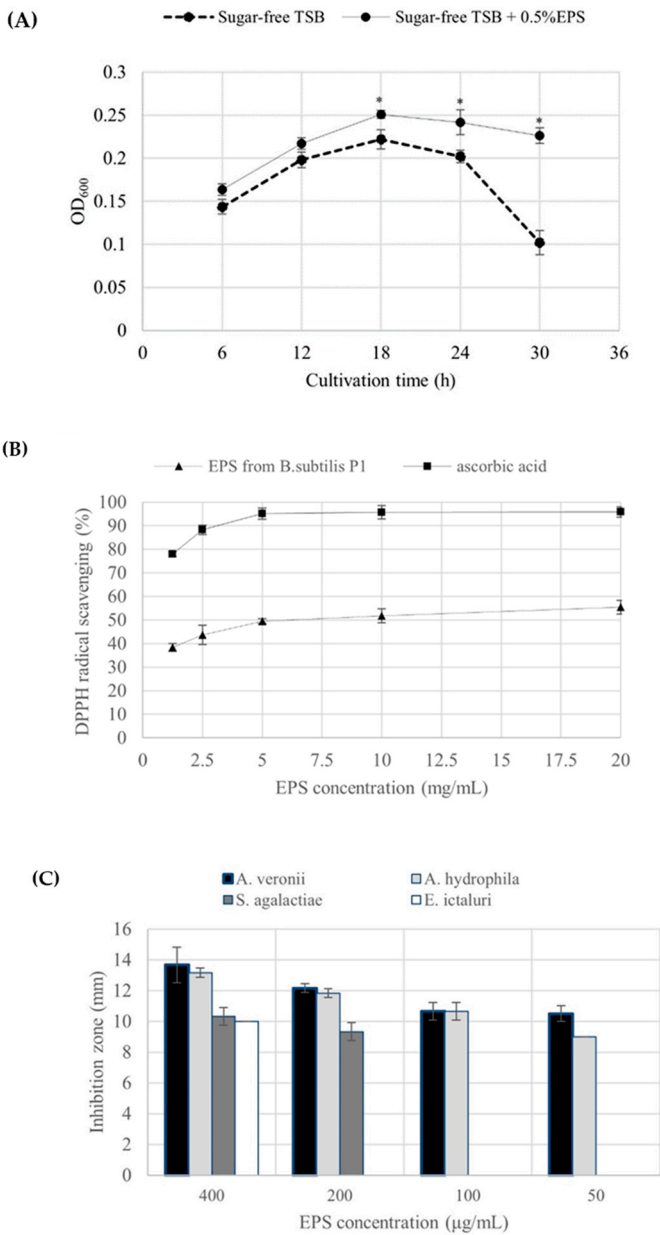 (A)
Sugar-free TSB Sugar-free TSB + 0.5%EPS
0.3
0.25
0.2
0.15
0.1
0.05
0
* * *
OD600
0 6 12 18 24 30 36
Cultivation time (h)
(B)
EPS from B.subtilis P1 ascorbic acid
100
90
80
70
60
50
40
30
20
10
0
DPPH radical scavenging (%)
0 2.5 5 7.5 10 12.5 15 17.5 20
EPS concentration (mg/mL)
(C)
A. veronii A. hydrophila
S. agalactiae E. ictaluri
16
14
12
10
8
6
4
2
0
Inhibition zone (mm)
400 200 100 50
EPS concentration (µg/mL)